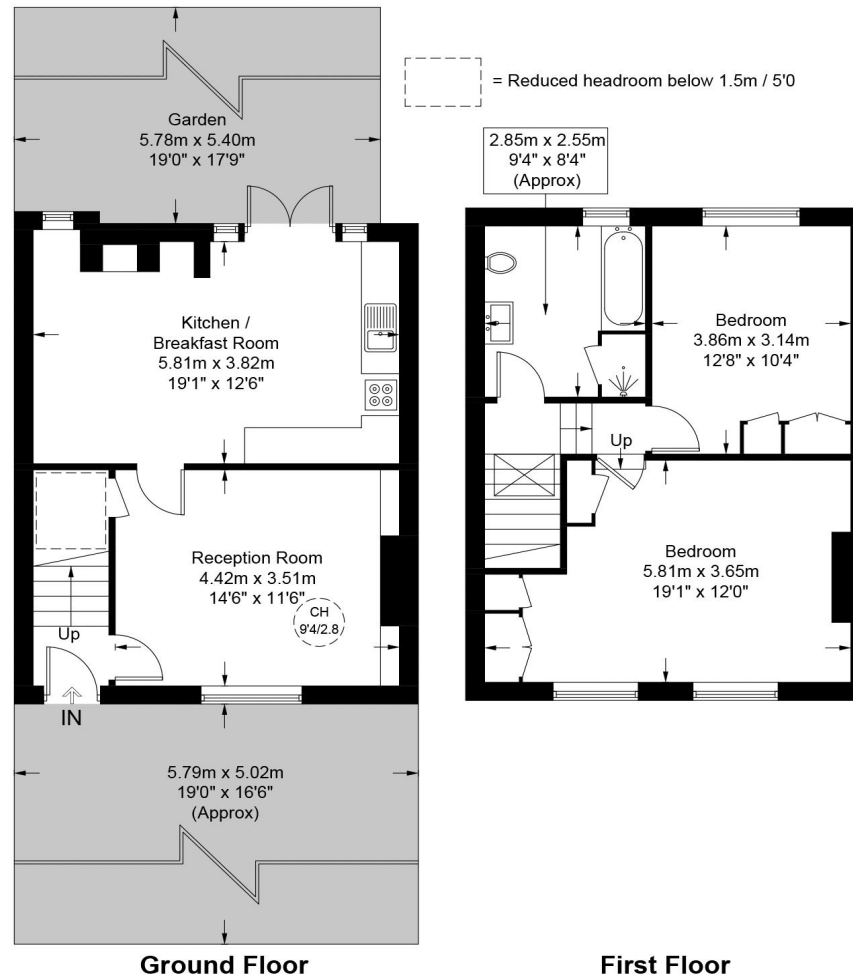 = Reduced headroom below 1.5m / 5'0
Garden
5.78m x 5.40m
19'0" x 17'9"
2.85m x 2.55m
9'4" x 8'4"
(Approx)
Kitchen /
Breakfast Room
5.81m x 3.82m
19'1" x 12'6"
Bedroom
3.86m x 3.14m
12'8" x 10'4"
Up
Reception Room
4.42m x 3.51m
14'6" x 11'6"
CH
9'4/2.8
Up
IN
Bedroom
5.81m x 3.65m
19'1" x 12'0"
5.79m x 5.02m
19'0" x 16'6"
(Approx)
Ground Floor
First Floor